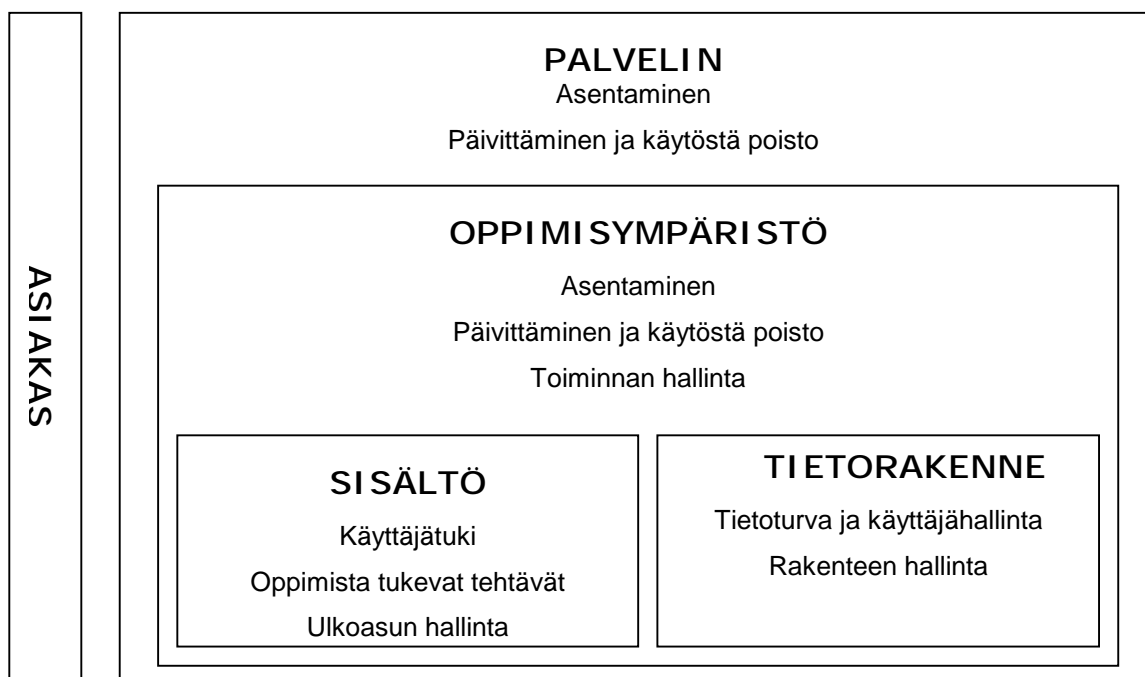 ASIAKAS
PALVELIN
Asentaminen
Päivittäminen ja käytöstä poisto
OPPIMISYMPÄRISTÖ
Asentaminen
Päivittäminen ja käytöstä poisto
Toiminnan hallinta
SISÄLTÖ
Käyttäjätuki
Oppimista tukevat tehtävät
Ulkoasun hallinta
TIETORAKENNE
Tietoturva ja käyttäjähallinta
Rakenteen hallinta